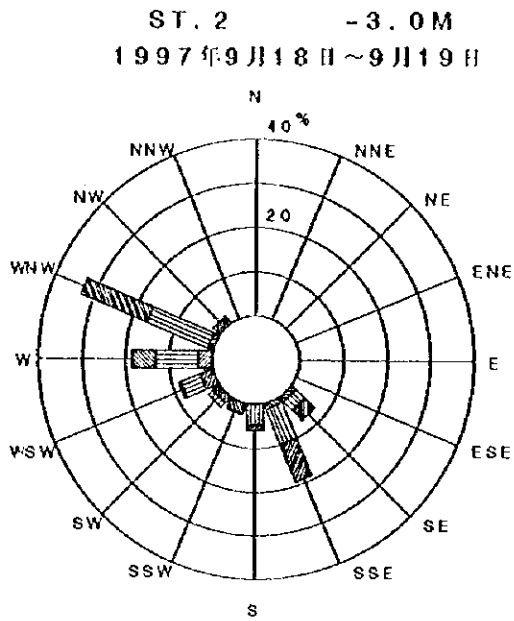 ST. 2 -3.0M
1997年9月18日～9月19日
N
40%
NNW
NNE
NW
NE
20
WNW
ENE
W
E
WSW
ESE
SW
SE
SSW
SSE
S